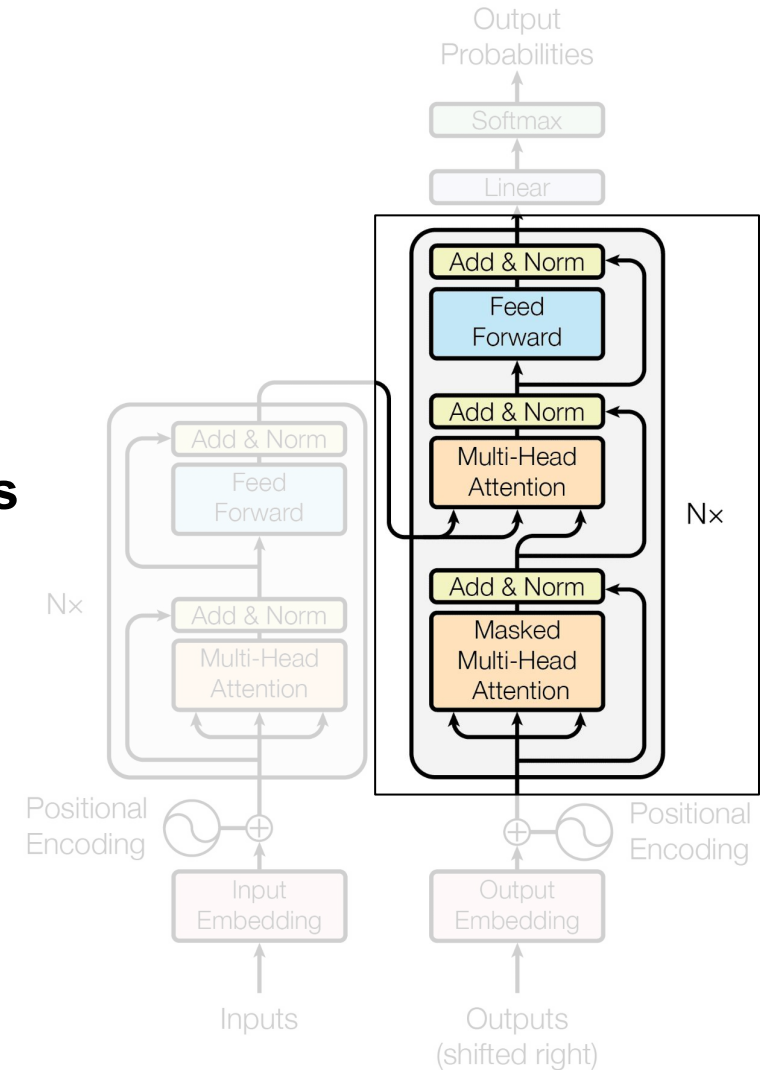 Output
Probabilities
Softmax
Linear
Add & Norm
Feed
Forward
Add & Norm
Multi-Head
Attention
Add & Norm
Masked
Multi-Head
Attention
N×
Add & Norm
Feed
Forward
Add & Norm
Multi-Head
Attention
N×
s
Positional
Encoding
Positional
Encoding
Input
Embedding
Output
Embedding
Inputs
Outputs
(shifted right)